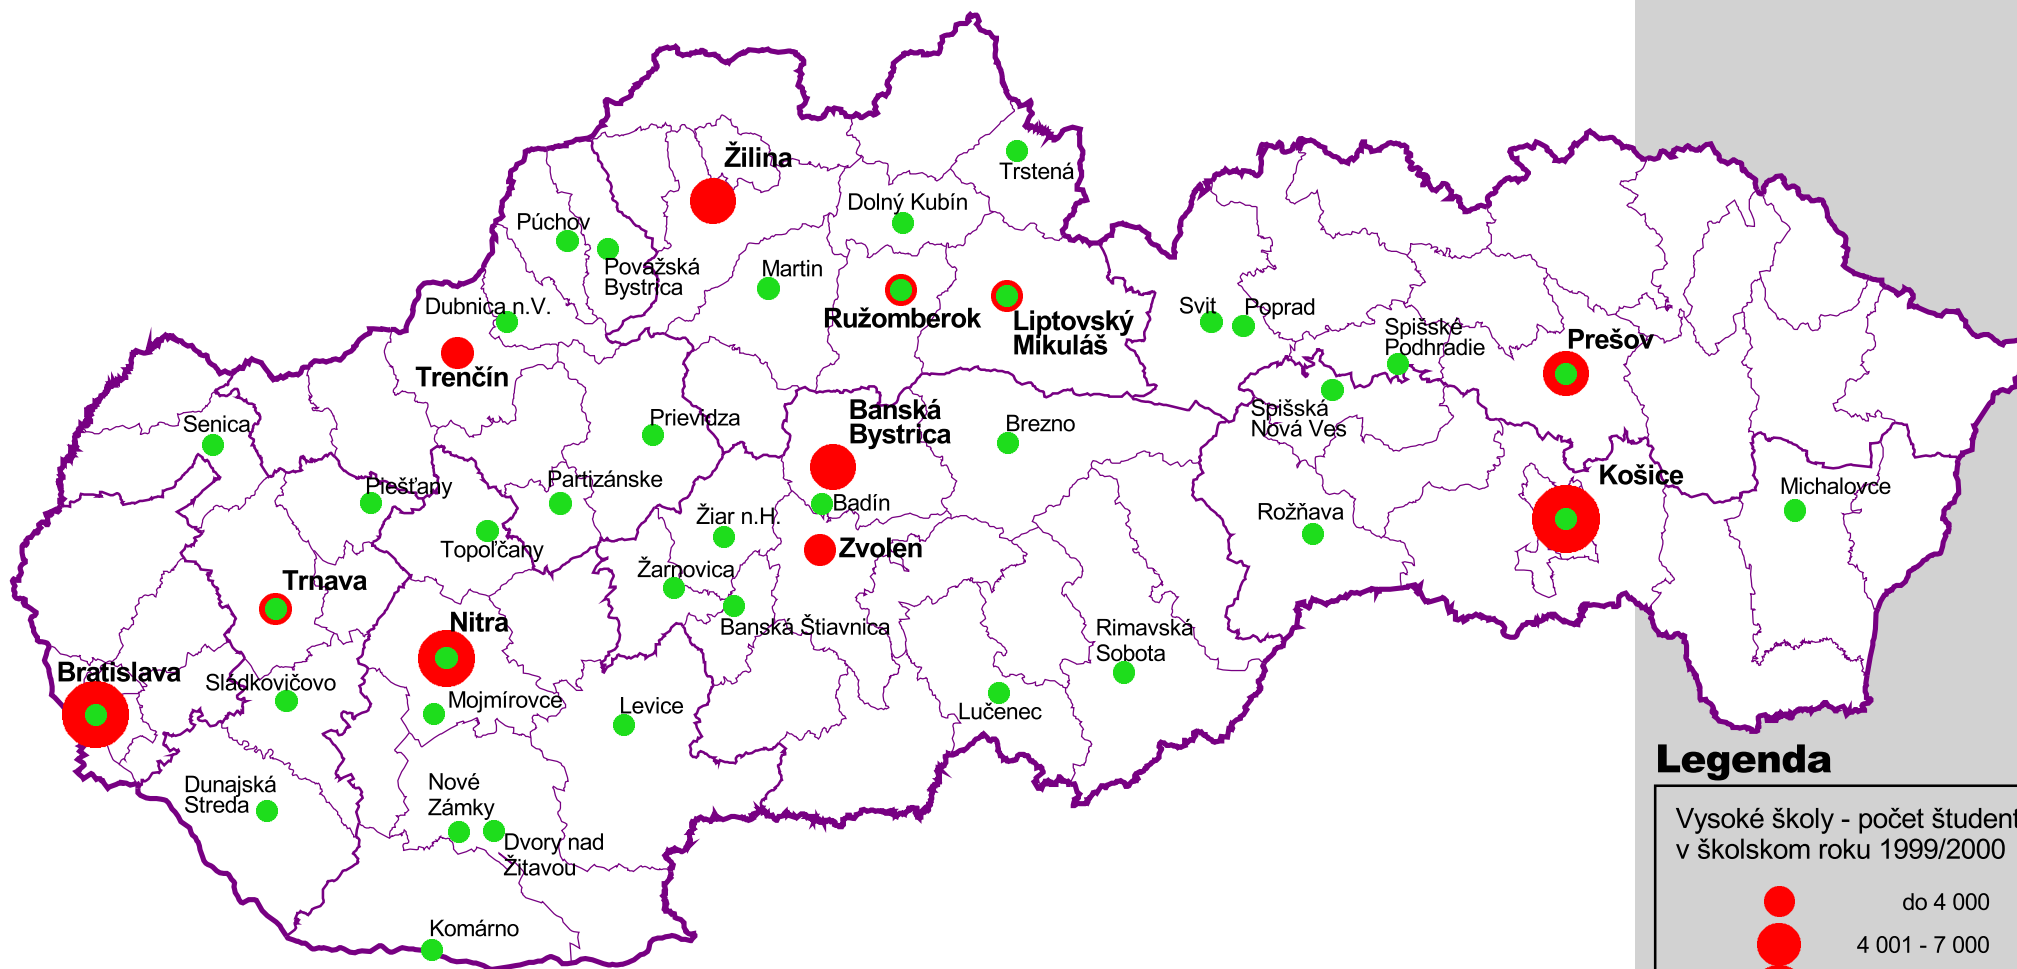 Žilina
Trstená
Dolný Kubín
Púchov
Považská
Bystrica
Martin
Dubnica n.V.
Ružomberok
Liptovský
Mikuláš
Svit
Poprad
Spišské
Podhradie
Prešov
Trenčín
Senica
Prievidza
Banská
Bystrica
Brezno
Spišská
Nová Ves
Košice
Piešťany
Partizánske
Badín
Michalovce
Žiar n.H.
Rožňava
Topoľčany
Zvolen
Žarnovica
Trnava
Nitra
Banská Štiavnica
Rimavská
Sobota
Bratislava
Sládkovičovo
Mojmírovce
Levice
Lučenec
Dunajská
Streda
Nové
Zámky
Dvory nad
Žitavou
Komárno
Legenda
Vysoké školy - počet študent
v školskom roku 1999/2000
do 4 000
4 001 - 7 000